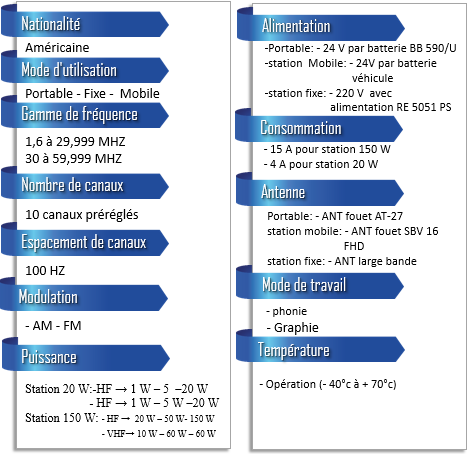 Nationalité
Américaine
Mode d'utilisation
Portable - Fixe - Mobile
Gamme de fréquence
1,6 à 29,999 MHZ
30 à 59,999 MHZ
Nombre de canaux
10 canaux préréglés
Espacement de canaux
100 HZ
Modulation
- AM - FM
Puissance
Station 20 W:-HF → 1 W – 5 –20 W
- HF → 1 W – 5 W –20 W
Station 150 W: - HF → 20 W – 50 W- 150 W
- VHF→ 10 W – 60 W – 60 W
Alimentation
-Portable: - 24 V par batterie BB 590/U
-station Mobile: - 24V par batterie
véhicule
-station fixe: - 220 V avec
alimentation RE 5051 PS
Consommation
- 15 A pour station 150 W
- 4 A pour station 20 W
Antenne
Portable: - ANT fouet AT-27
station mobile: - ANT fouet SBV 16
FHD
station fixe: - ANT large bande
Mode de travail
- phonie
- Graphie
Température
- Opération (- 40°c à + 70°c)